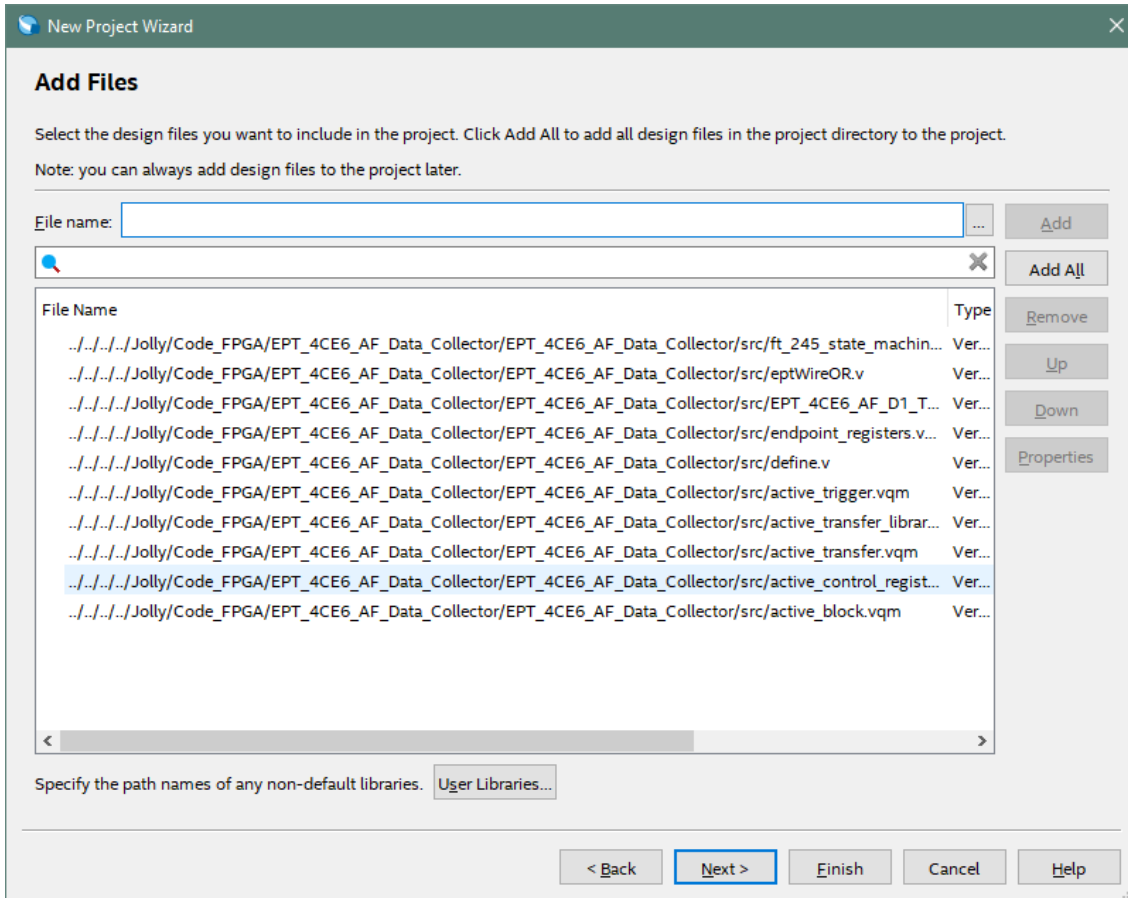 New Project Wizard
Add Files
Select the design files you want to include in the project. Click Add All to add all design files in the project directory to the project.
Note: you can always add design files to the project later.
File name: ... Add
Add All
File Name Type Remove
../../../../Jolly/Code_FPGA/EPT_4CE6_AF_Data_Collector/EPT_4CE6_AF_Data_Collector/src/ft_245_state_machin... Ver...
../../../../Jolly/Code_FPGA/EPT_4CE6_AF_Data_Collector/EPT_4CE6_AF_Data_Collector/src/eptWireOR.v Ver... Up
../../../../Jolly/Code_FPGA/EPT_4CE6_AF_Data_Collector/EPT_4CE6_AF_Data_Collector/src/EPT_4CE6_AF_D1_T... Ver... Down
../../../../Jolly/Code_FPGA/EPT_4CE6_AF_Data_Collector/EPT_4CE6_AF_Data_Collector/src/endpoint_registers.v... Ver...
../../../../Jolly/Code_FPGA/EPT_4CE6_AF_Data_Collector/EPT_4CE6_AF_Data_Collector/src/define.v Ver... Properties
../../../../Jolly/Code_FPGA/EPT_4CE6_AF_Data_Collector/EPT_4CE6_AF_Data_Collector/src/active_trigger.vqm Ver...
../../../../Jolly/Code_FPGA/EPT_4CE6_AF_Data_Collector/EPT_4CE6_AF_Data_Collector/src/active_transfer_librar... Ver...
../../../../Jolly/Code_FPGA/EPT_4CE6_AF_Data_Collector/EPT_4CE6_AF_Data_Collector/src/active_transfer.vqm Ver...
../../../../Jolly/Code_FPGA/EPT_4CE6_AF_Data_Collector/EPT_4CE6_AF_Data_Collector/src/active_control_regist... Ver...
../../../../Jolly/Code_FPGA/EPT_4CE6_AF_Data_Collector/EPT_4CE6_AF_Data_Collector/src/active_block.vqm Ver...
Specify the path names of any non-default libraries. User Libraries...
< Back Next > Finish Cancel Help